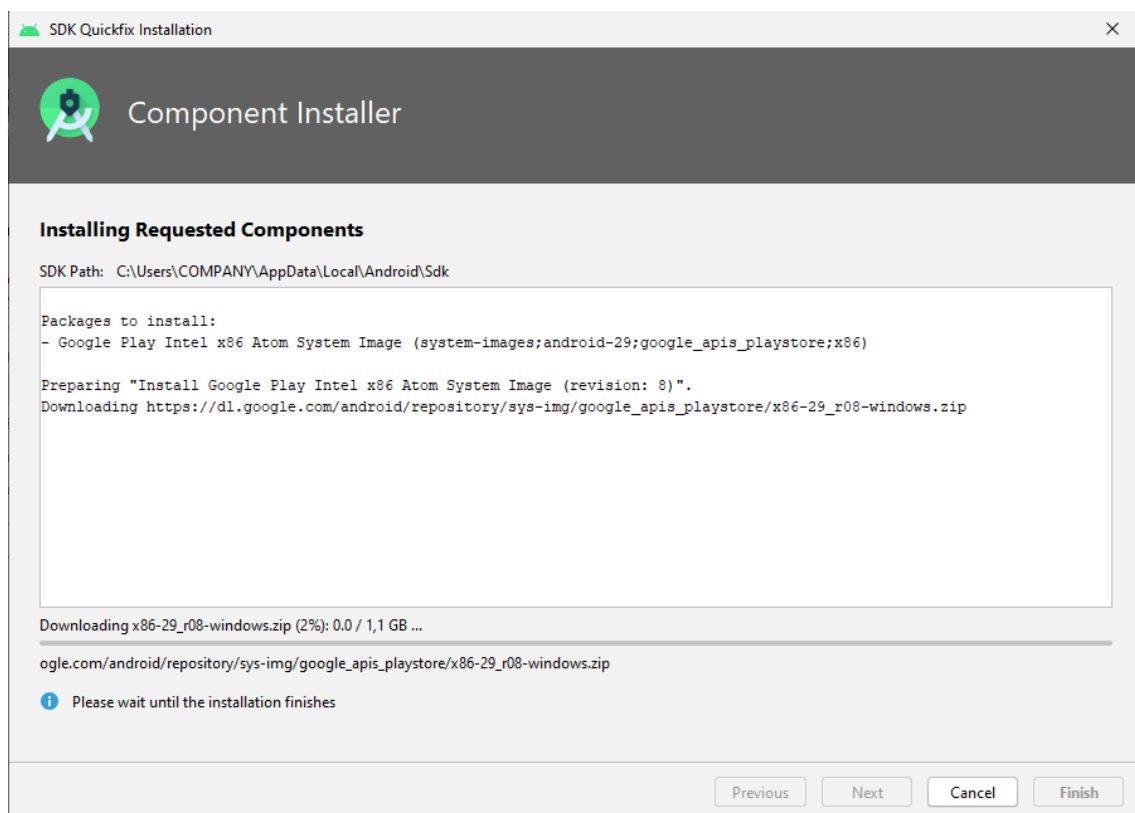 SDK Quickfix Installation
Component Installer
Installing Requested Components
SDK Path: C:\Users\COMPANY\AppData\Local\Android\Sdk
Packages to install:
- Google Play Intel x86 Atom System Image (system-images;android-29;google_apis_playstore;x86)
Preparing "Install Google Play Intel x86 Atom System Image (revision: 8)".
Downloading https://dl.google.com/android/repository/sys-img/google_apis_playstore/x86-29_r08-windows.zip
Downloading x86-29_r08-windows.zip (2%): 0.0 / 1,1 GB ...
ogle.com/android/repository/sys-img/google_apis_playstore/x86-29_r08-windows.zip
Please wait until the installation finishes
Previous Next Cancel Finish